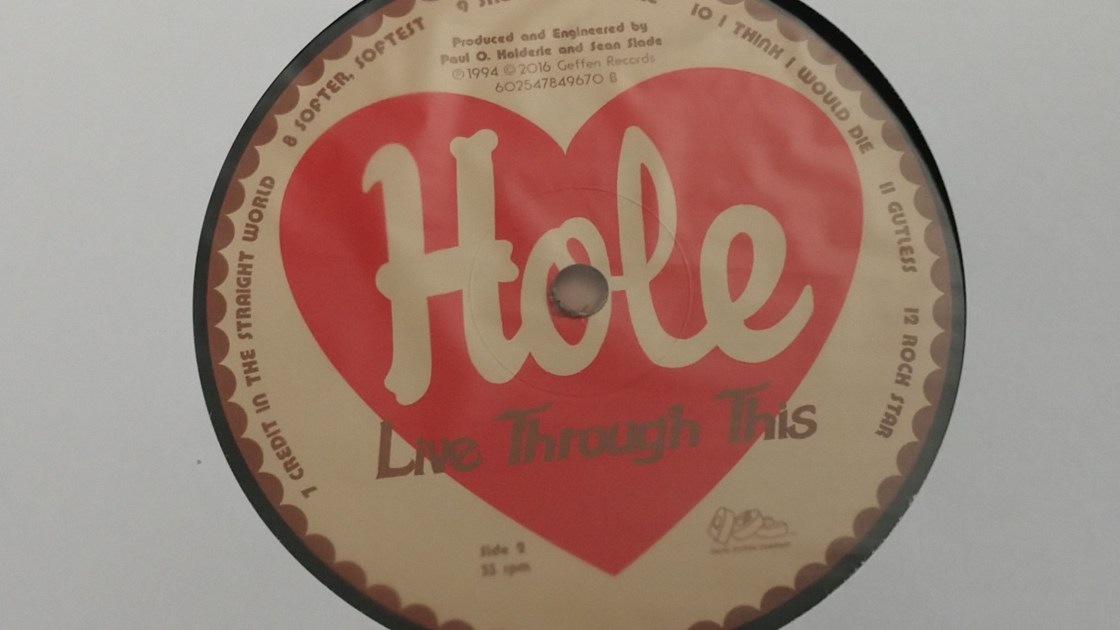 Produced and Engineered by
Paul Q. Kolderie and Sean Slade
℗ 1994 © 2016 Geffen Records
602547849670 B
7 CREDIT IN THE STRAIGHT WORLD
8 SOFTER, SOFTEST
9
10 I THINK I WOULD DIE
11 GUTLESS
12 ROCK STAR
Hole
Live Through This
Side 2
33 rpm